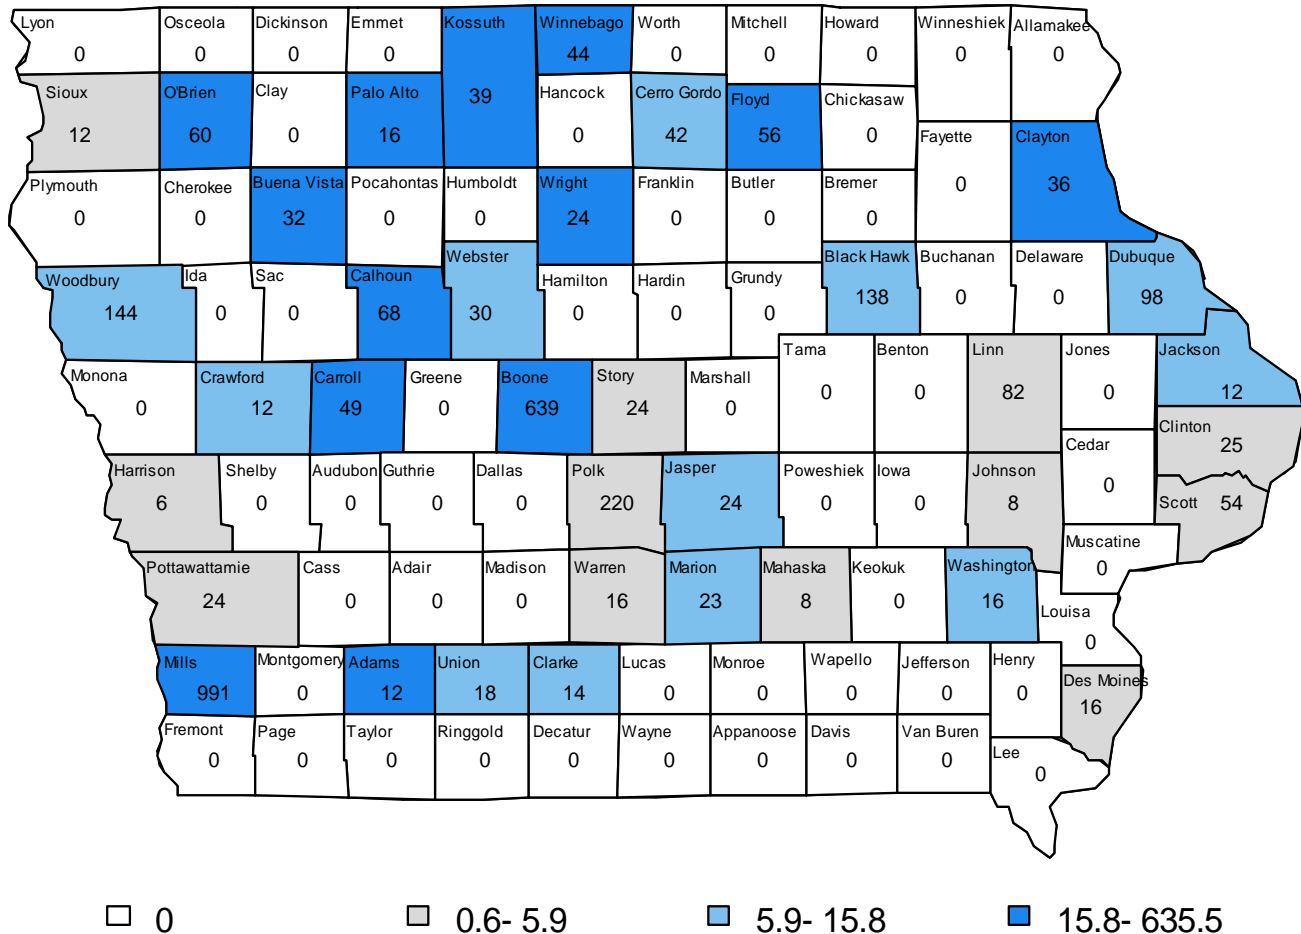 Lyon Osceola Dickinson Emmet Kossuth Winnebago Worth Mitchell Howard Winneshiek Allamakee
0 0 0 0 39 44 0 0 0 0 0
Sioux O'Brien Clay Palo Alto Hancock Cerro Gordo Floyd Chickasaw Fayette Clayton
12 60 0 16 0 42 56 0 0 36
Plymouth Cherokee Buena Vista Pocahontas Humboldt Wright Franklin Butler Bremer
0 0 32 0 0 24 0 0 0
Woodbury Ida Sac Calhoun Webster Hamilton Hardin Grundy Black Hawk Buchanan Delaware Dubuque
144 0 0 68 30 0 0 0 138 0 0 98
Monona Crawford Carroll Greene Boone Story Marshall Tama Benton Linn Jones Jackson
0 12 49 0 639 24 0 0 0 82 0 12
Clinton
25
Harrison Shelby Audubon Guthrie Dallas Polk Jasper Poweshiek Iowa Johnson Cedar Scott
6 0 0 0 0 220 24 0 0 8 0 54
Muscatine
0
Pottawattamie Cass Adair Madison Warren Marion Mahaska Keokuk Washington Louisa
24 0 0 0 16 23 8 0 16 0
Mills Montgomery Adams Union Clarke Lucas Monroe Wapello Jefferson Henry Des Moines
991 0 12 18 14 0 0 0 0 0 16
Fremont Page Taylor Ringgold Decatur Wayne Appanoose Davis Van Buren Lee
0 0 0 0 0 0 0 0 0 0
0 0.6- 5.9 5.9- 15.8 15.8- 635.5